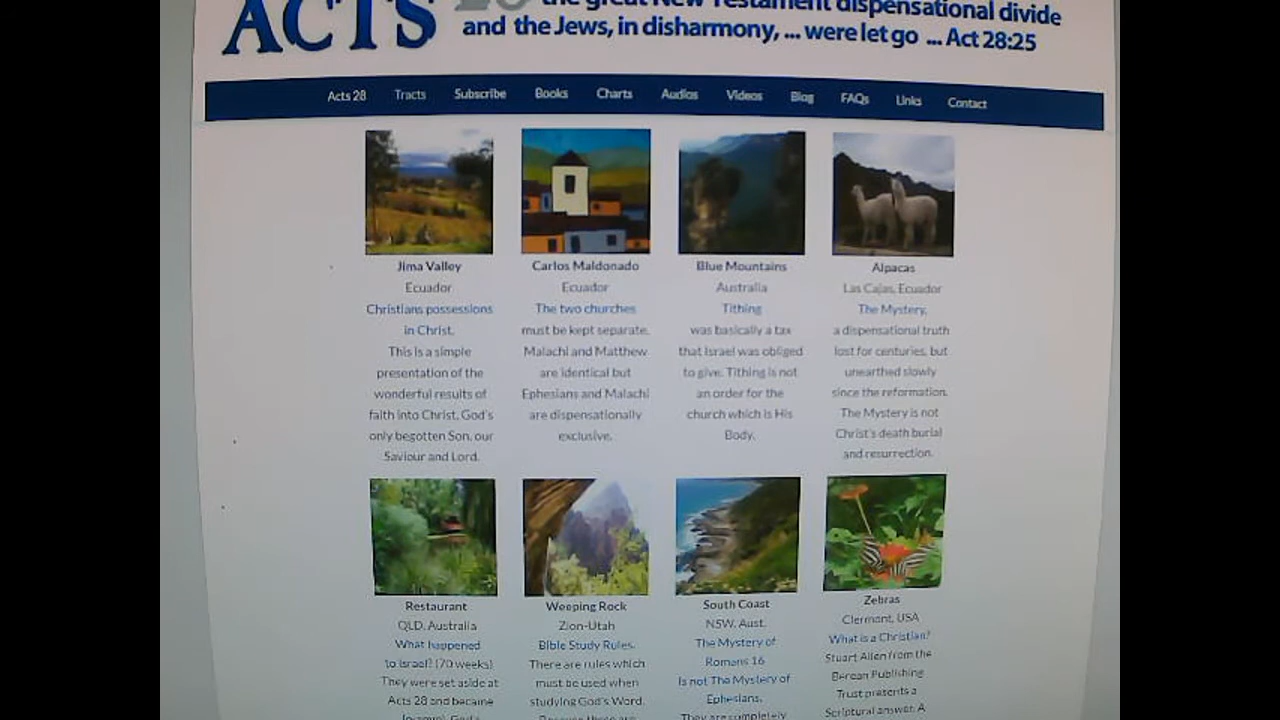 ACTS 28 the great New Testament dispensational divide
and the Jews, in disharmony, ... were let go ... Act 28:25
Acts 28 Tracts Subscribe Books Charts Audios Videos Blog FAQs Links Contact
Jima Valley
Ecuador
Christians possessions
in Christ.
This is a simple
presentation of the
wonderful results of
faith into Christ, God's
only begotten Son, our
Saviour and Lord.
Carlos Maldonado
Ecuador
The two churches
must be kept separate.
Malachi and Matthew
are identical but
Ephesians and Malachi
are dispensationally
exclusive.
Blue Mountains
Australia
Tithing
was basically a tax
that Israel was obliged
to give. Tithing is not
an order for the
church which is His
Body.
Alpacas
Las Cajas, Ecuador
The Mystery,
a dispensational truth
lost for centuries, but
unearthed slowly
since the reformation.
The Mystery is not
Christ's death burial
and resurrection.
Restaurant
QLD. Australia
What happened
to Israel? (70 weeks)
They were set aside at
Acts 28 and became
Weeping Rock
Zion-Utah
Bible Study Rules.
There are rules which
must be used when
studying God's Word.
Because these are
South Coast
NSW, Aust.
The Mystery of
Romans 16
is not The Mystery of
Ephesians.
They are completely
Zebras
Clermont, USA
What is a Christian?
Stuart Allen from the
Berean Publishing
Trust presents a
Scriptural answer. A